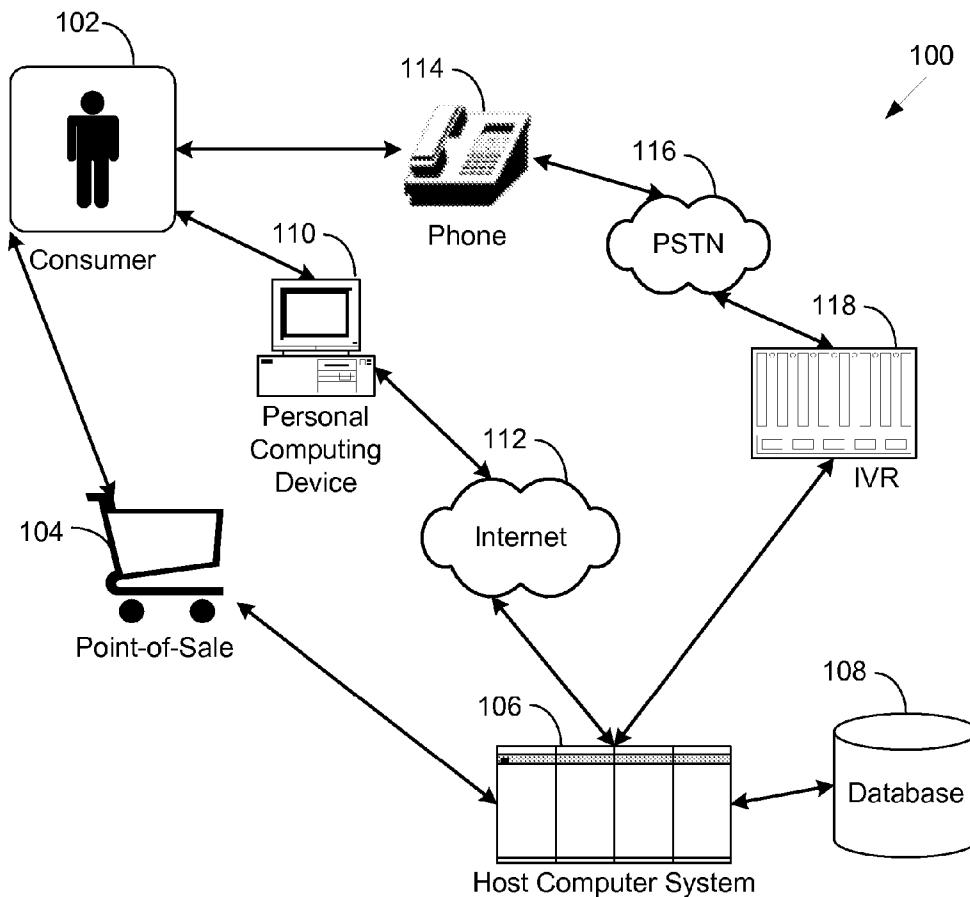 102
100
114
116
Phone
PSTN
Consumer
110
118
Personal
Computing
Device
112
IVR
104
Internet
Point-of-Sale
106
108
Database
Host Computer System